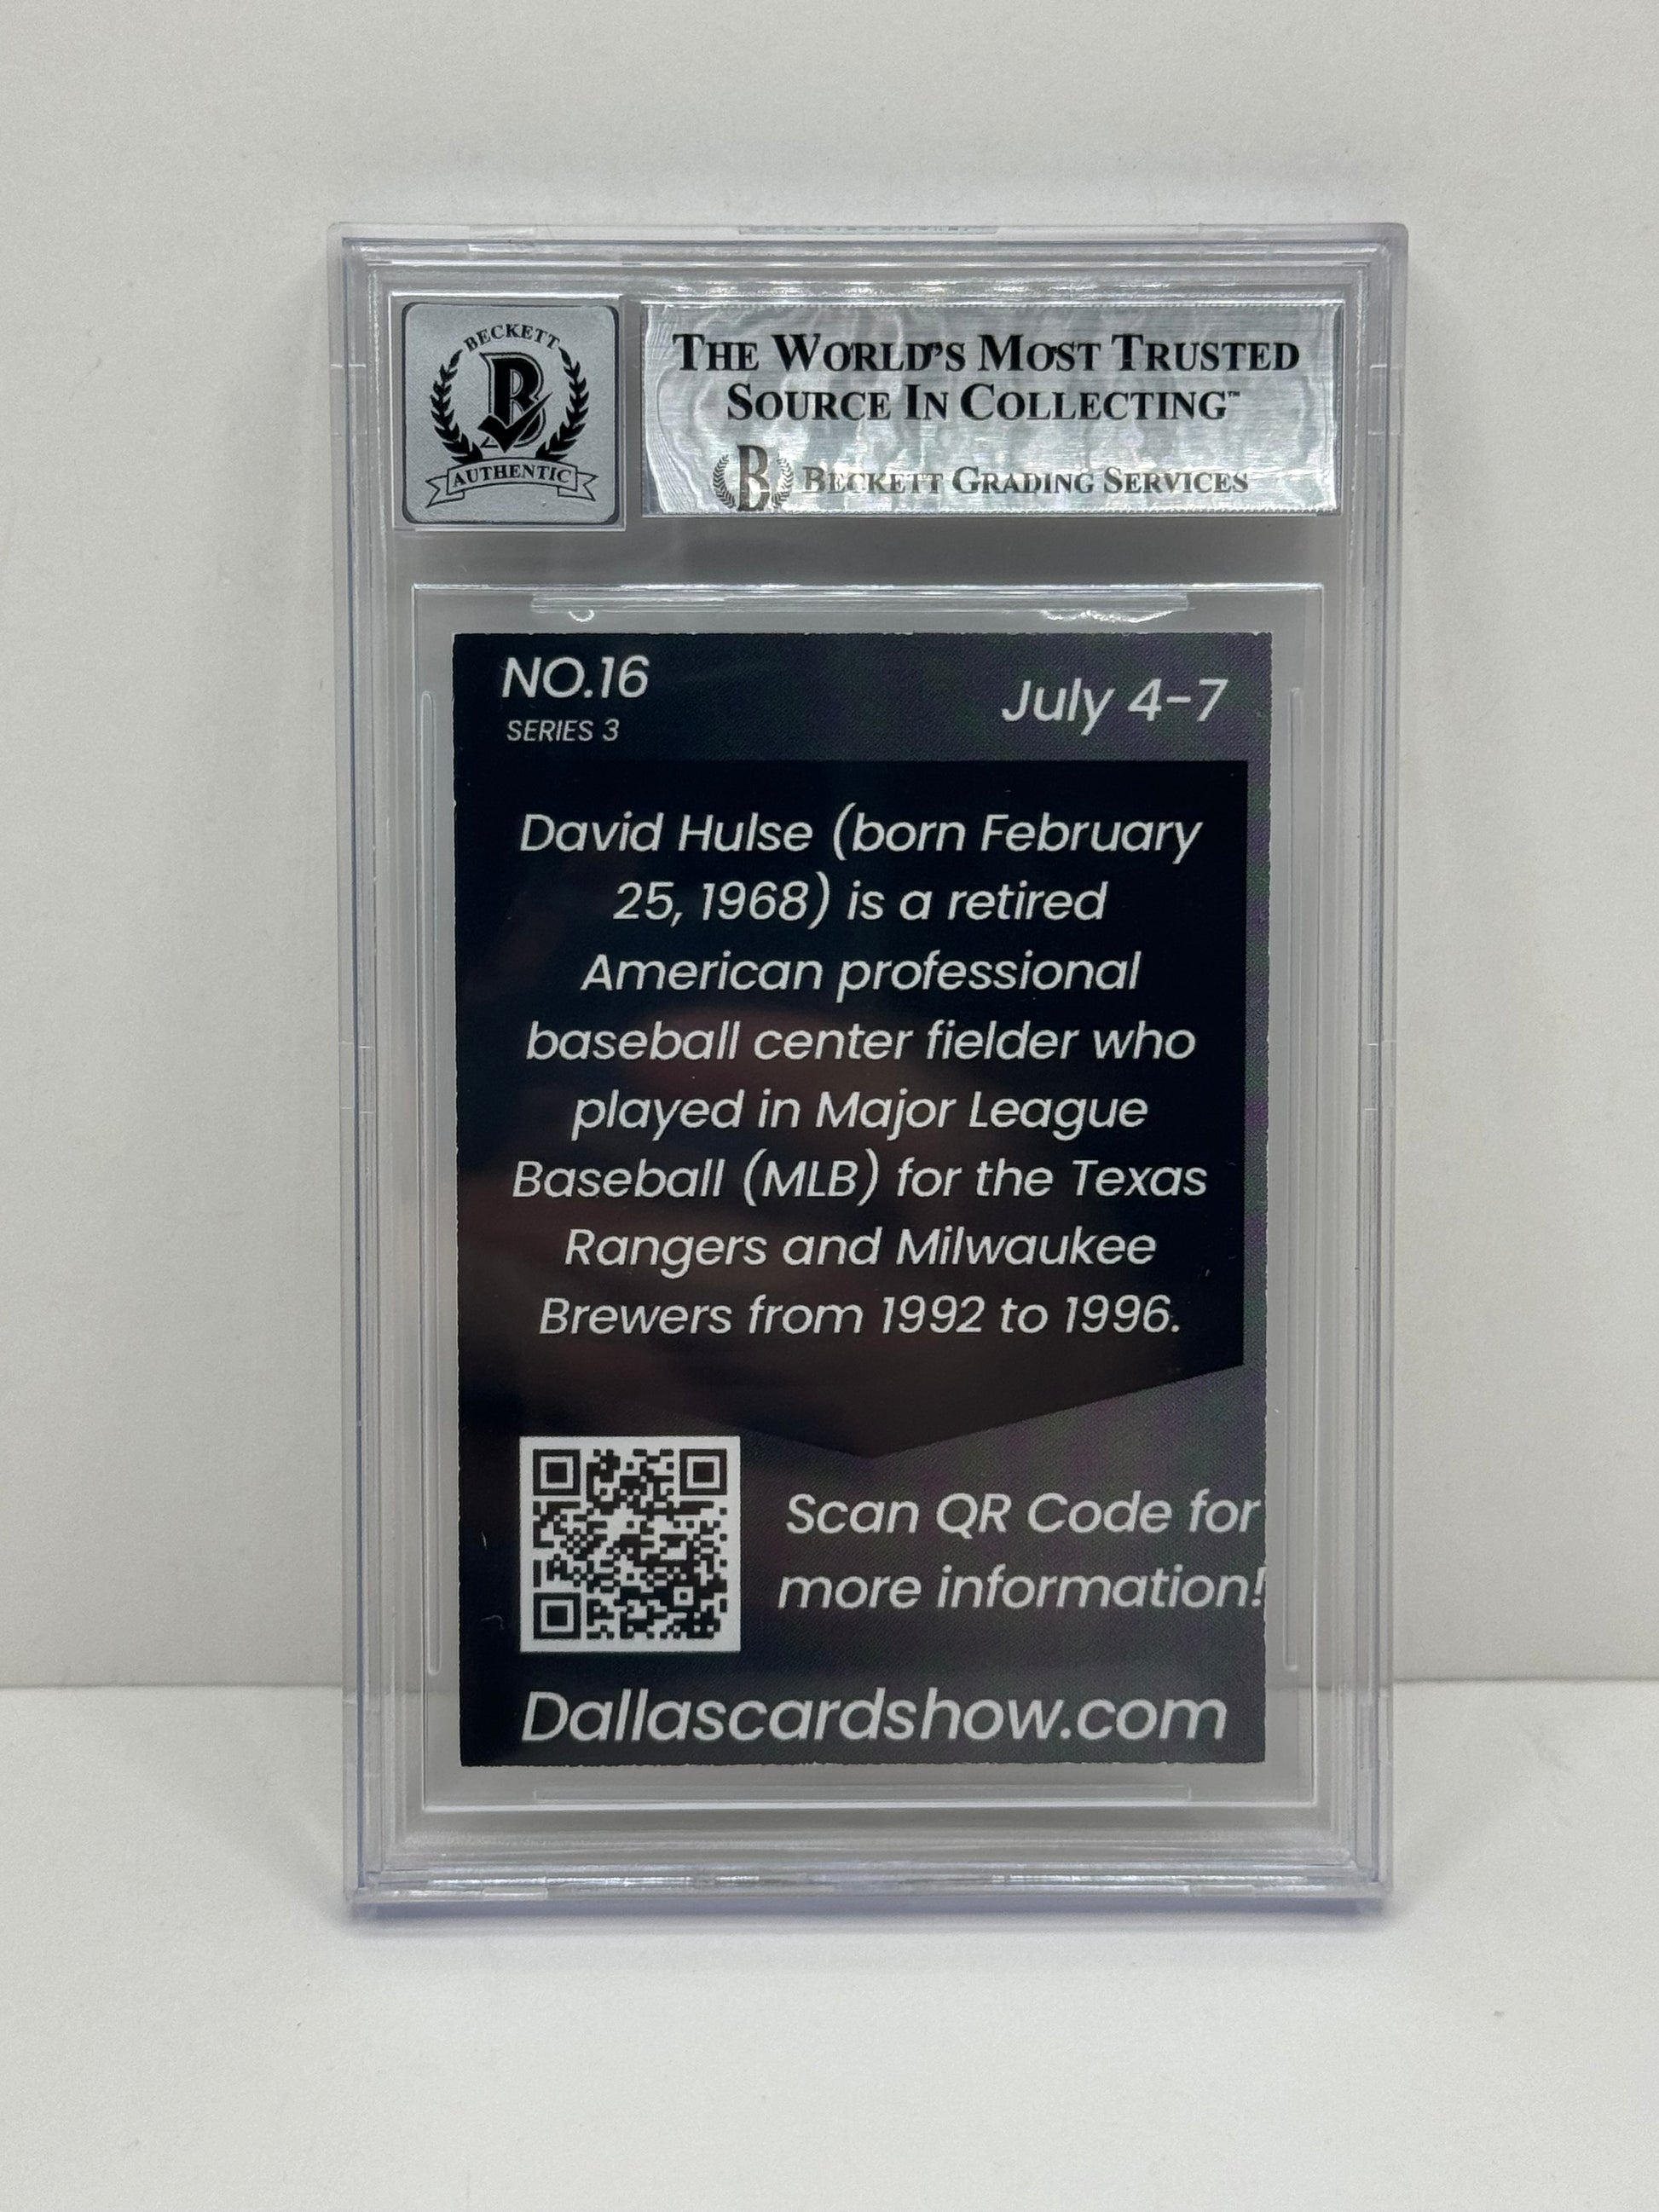 BECKETT
AUTHENTIC
THE WORLD'S MOST TRUSTED
SOURCE IN COLLECTING™
B BECKETT GRADING SERVICES
NO.16
SERIES 3
July 4-7
David Hulse (born February
25, 1968) is a retired
American professional
baseball center fielder who
played in Major League
Baseball (MLB) for the Texas
Rangers and Milwaukee
Brewers from 1992 to 1996.
Scan QR Code for
more information!
Dallascardshow.com